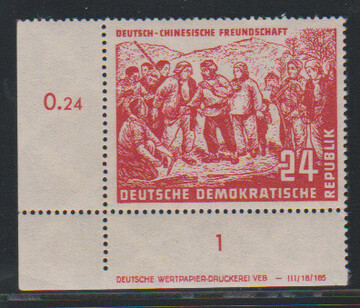 DEUTSCH-CHINESISCHE FREUNDSCHAFT
0.24
24
DEUTSCHE DEMOKRATISCHE
REPUBLIK
1
DEUTSCHE WERTPAPIER-DRUCKEREI VEB – III/18/185